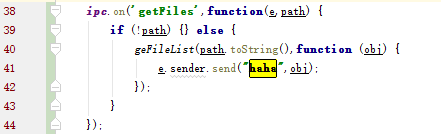 38 ipc.on('getFiles',function(e,path) {
39 if (!path) {} else {
40 geFileList(path.toString(),function (obj) {
41 e.sender.send("haha",obj);
42 });
43 }
44 });